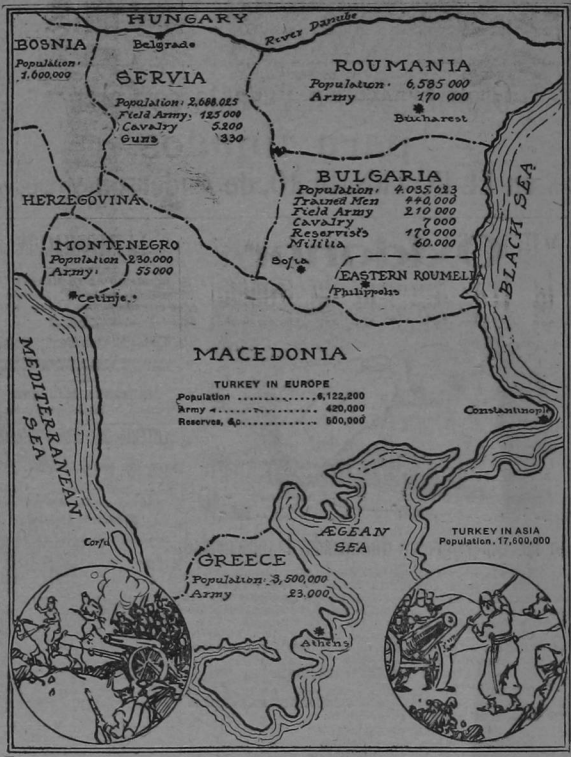 HUNGARY
River Danube
BOSNIA
Population:
1.600,000
Belgrade
SERVIA
Population: 2,688.025
Field Army: 125 000
Cavalry 5.200
Guns 330
ROUMANIA
Population. 6,585 000
Army 170 000
Bucharest
BULGARIA
Population: 4.035.623
Trained Men 440,000
Field Army 210 000
Cavalry 7 000
Reservists 170 000
Militia 60.000
BLACK SEA
HERZEGOVINA
MONTENEGRO
Population 230.000
Army: 55 000
Cetinje.
Sofia
EASTERN ROUMELIA
Philippolis
MACEDONIA
TURKEY IN EUROPE
Population 6,122,200
Army 420,000
Reserves, &c. 600,000
MEDITERRANEAN
SEA
Constantinople
ÆGEAN
SEA
TURKEY IN ASIA
Population, 17,600,000
Corfu
GREECE
Population: 3,500,000
Army 23.000
Athens